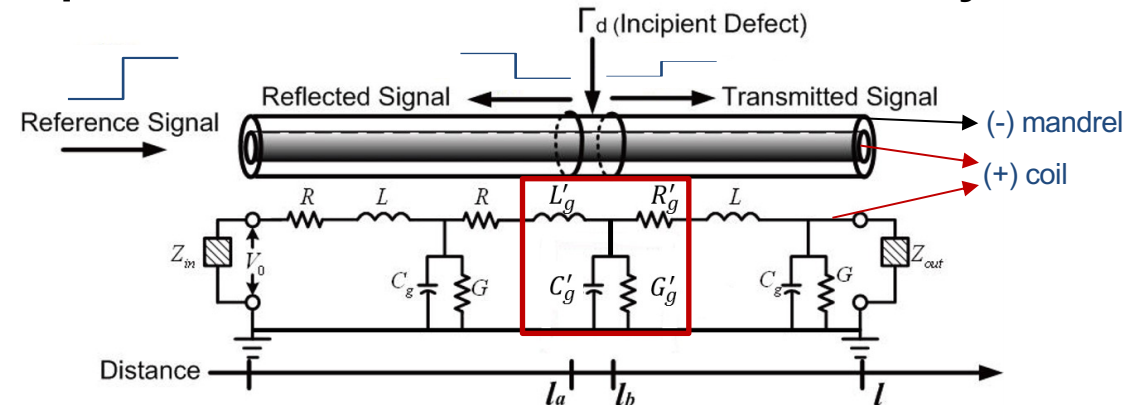 Γd (Incipient Defect)
Reflected Signal
Transmitted Signal
Reference Signal
(-) mandrel
(+) coil
R L R L'g R'g L
Zin V0 Cg G C'g G'g Cg G Zout
Distance
la lb l